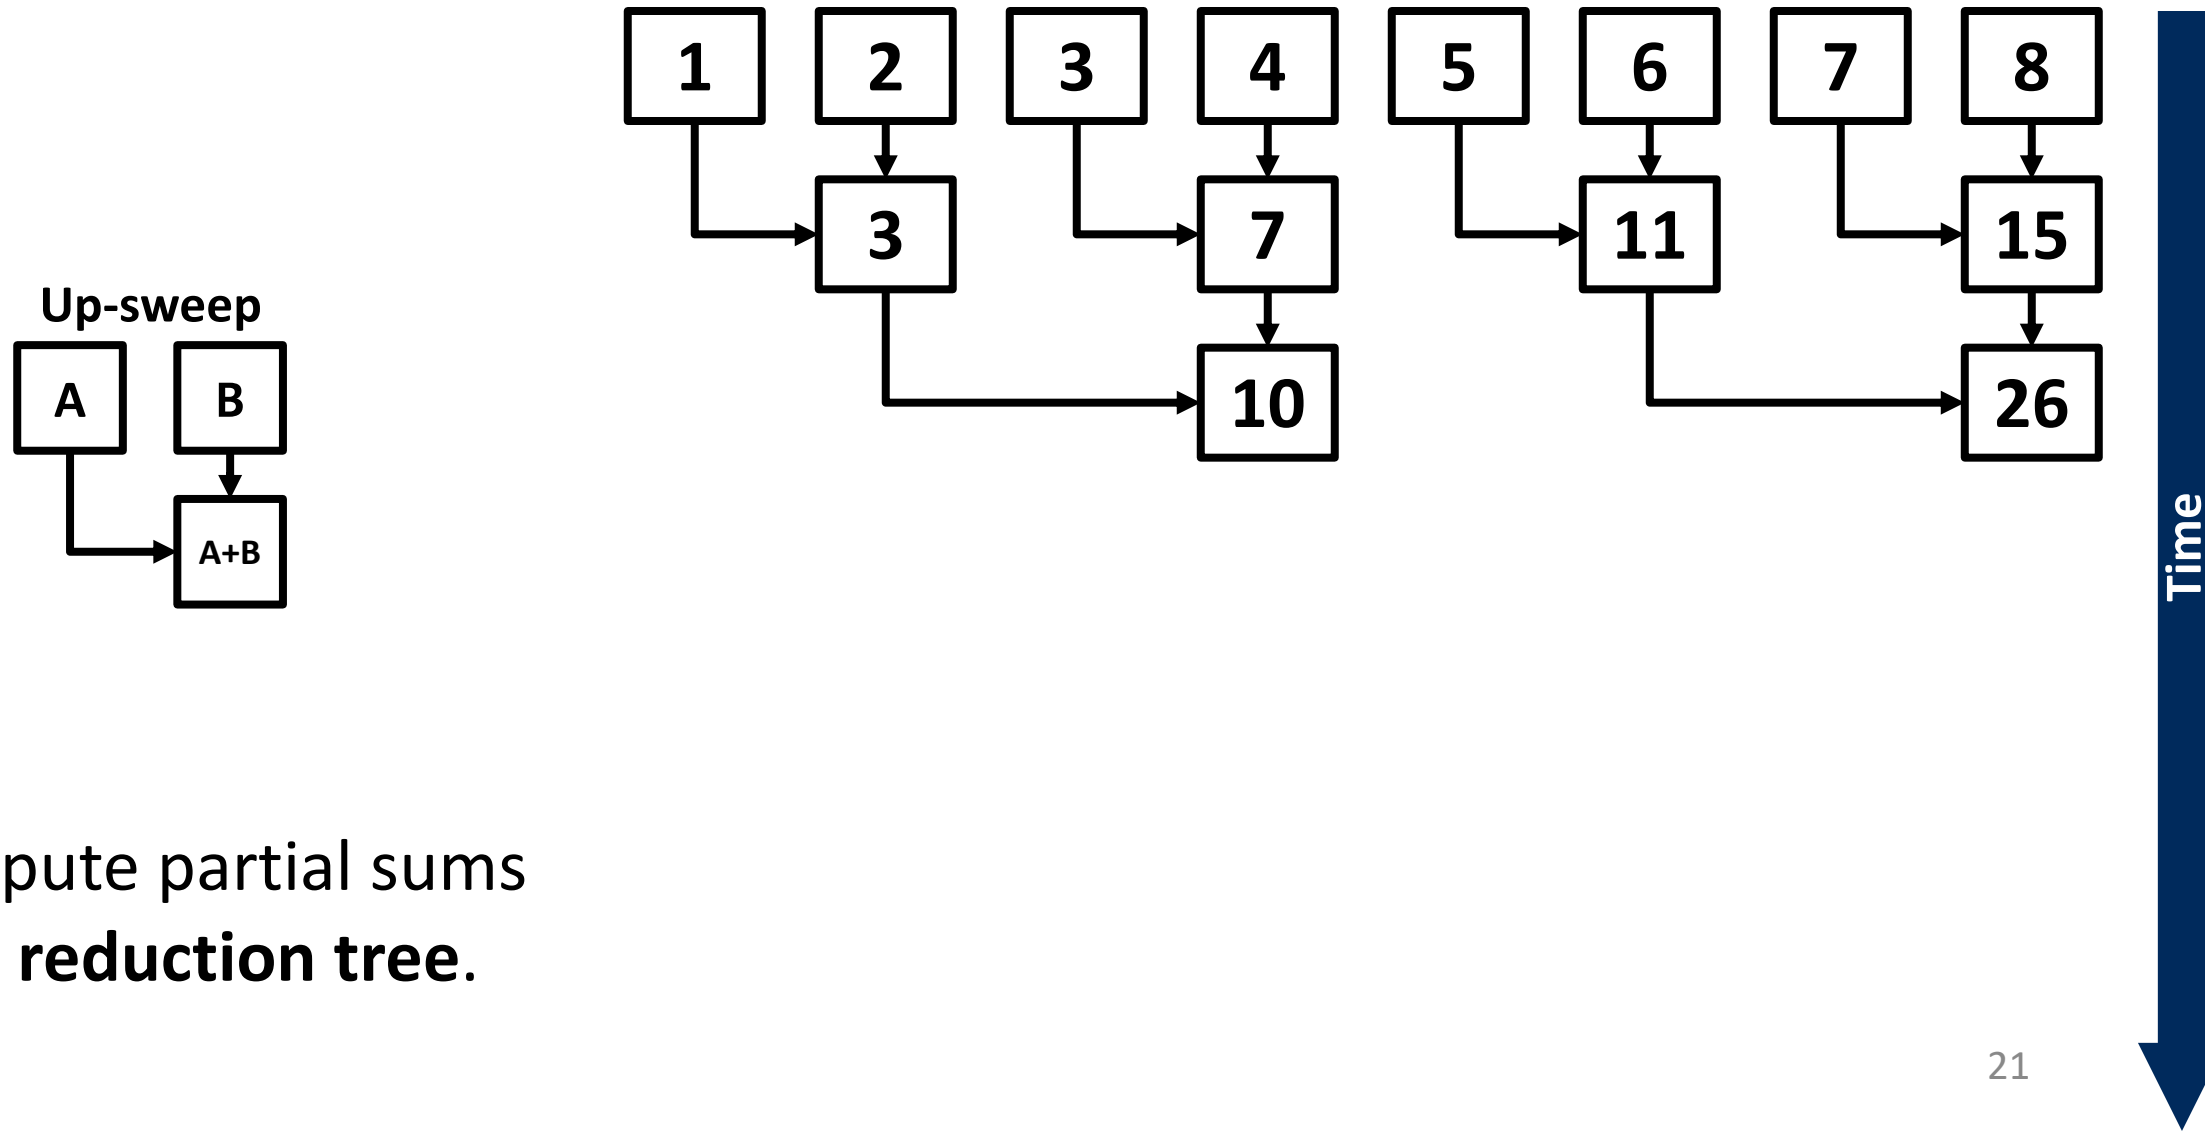 1 2 3 4 5 6 7 8
3 7 11 15
Up-sweep
A B
10 26
A+B
Time
pute partial sums
reduction tree.
21